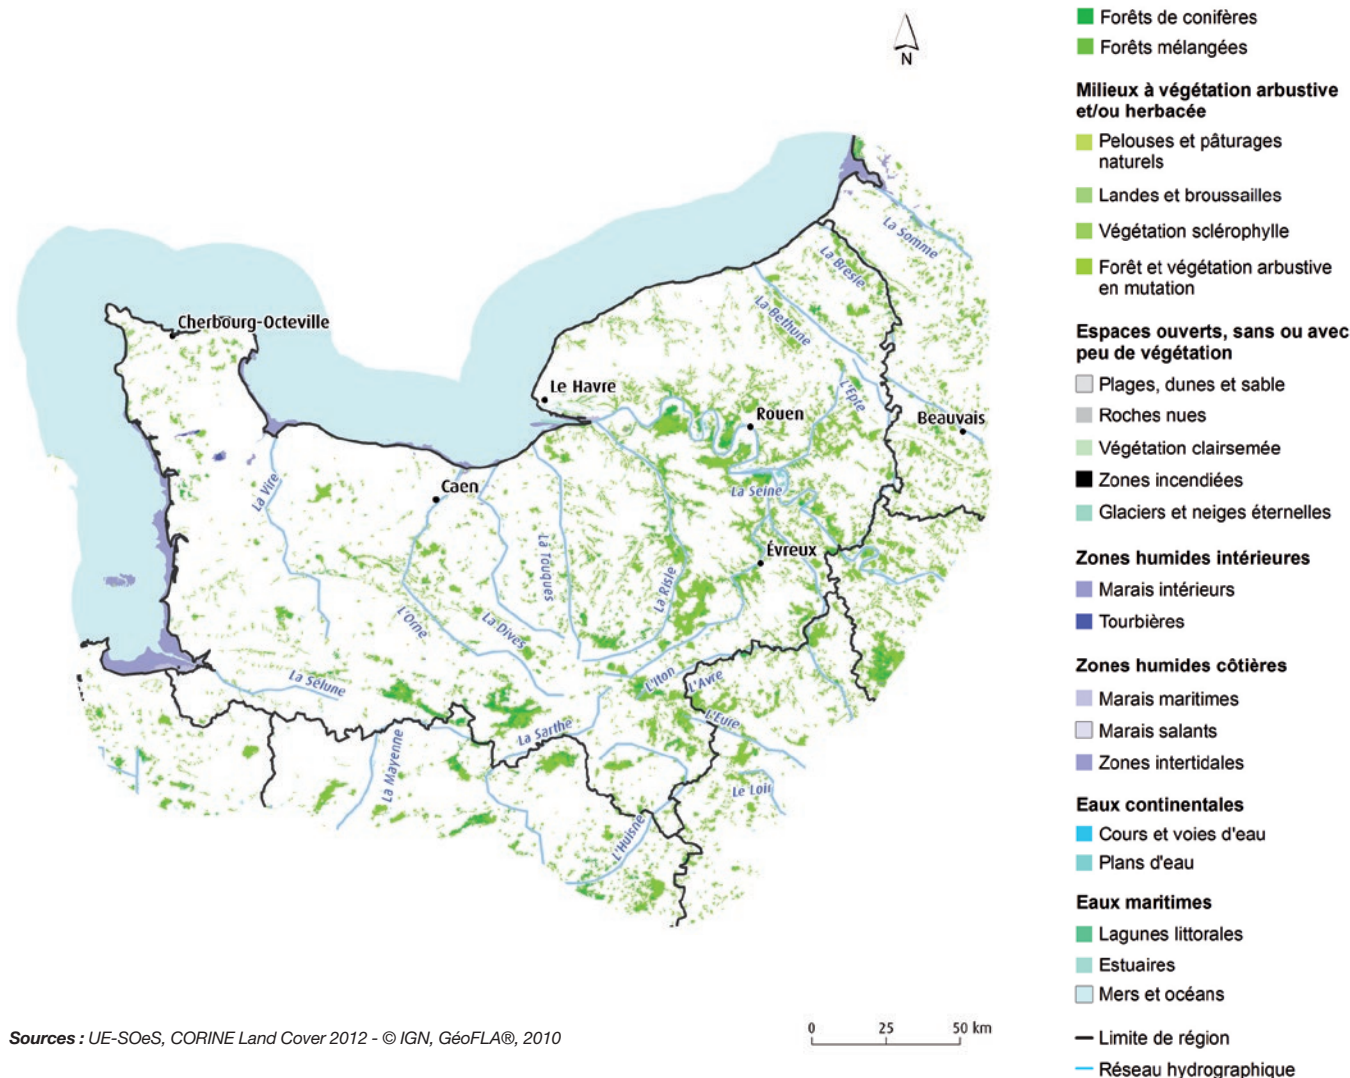 Forêts de conifères
Forêts mélangées
Milieux à végétation arbustive
et/ou herbacée
Pelouses et pâturages
naturels
Landes et broussailles
Végétation sclérophylle
Forêt et végétation arbustive
en mutation
Espaces ouverts, sans ou avec
peu de végétation
Plages, dunes et sable
Roches nues
Végétation clairsemée
Zones incendiées
Glaciers et neiges éternelles
Zones humides intérieures
Marais intérieurs
Tourbières
Zones humides côtières
Marais maritimes
Marais salants
Zones intertidales
Eaux continentales
Cours et voies d'eau
Plans d'eau
Eaux maritimes
Lagunes littorales
Estuaires
Mers et océans
Limite de région
Réseau hydrographique
N
La Somme
La Bresle
La Bethune
Cherbourg-Octeville
Le Havre
L'Epte
Rouen
Beauvais
La Vire
Caen
La Seine
La Touques
Évreux
La Risle
L'Orne
La Dives
La Sélune
L'Iton
L'Avre
L'Eure
La Sarthe
La Mayenne
Le Loir
L'Huisne
0 25 50 km
Sources : UE-SOeS, CORINE Land Cover 2012 - © IGN, GéoFLA®, 2010